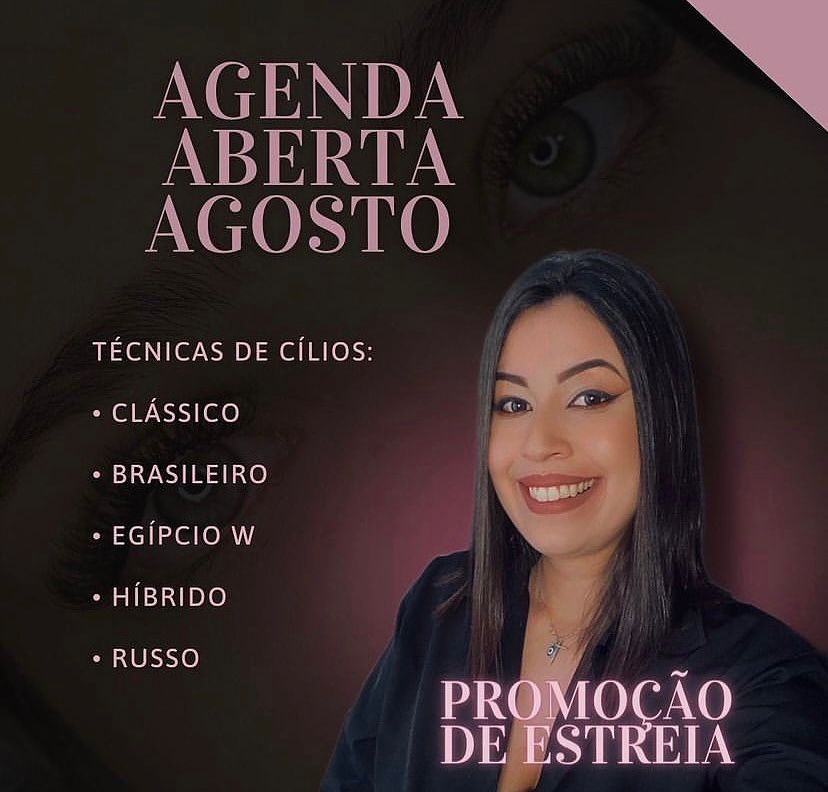 AGENDA
ABERTA
AGOSTO
TÉCNICAS DE CÍLIOS:
• CLÁSSICO
• BRASILEIRO
• EGÍPCIO W
• HÍBRIDO
• RUSSO
PROMOÇÃO
DE ESTREIA